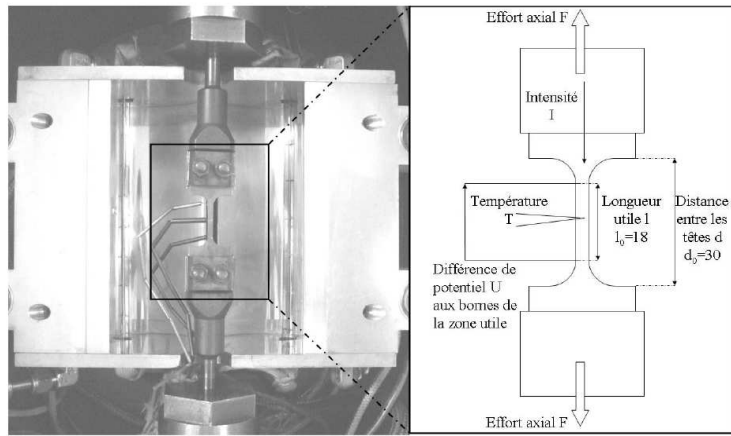 Effort axial F
Intensité
I
Température
T
Longueur
utile l
l₀=18
Distance
entre les
têtes d
d₀=30
Différence de
potentiel U
aux bornes de
la zone utile
Effort axial F